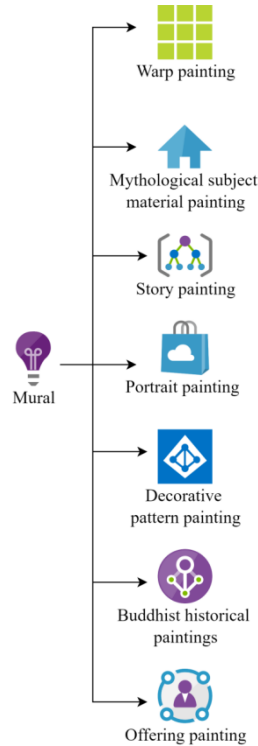 Warp painting
Mythological subject
material painting
Story painting
Portrait painting
Mural
Decorative
pattern painting
Buddhist historical
paintings
Offering painting